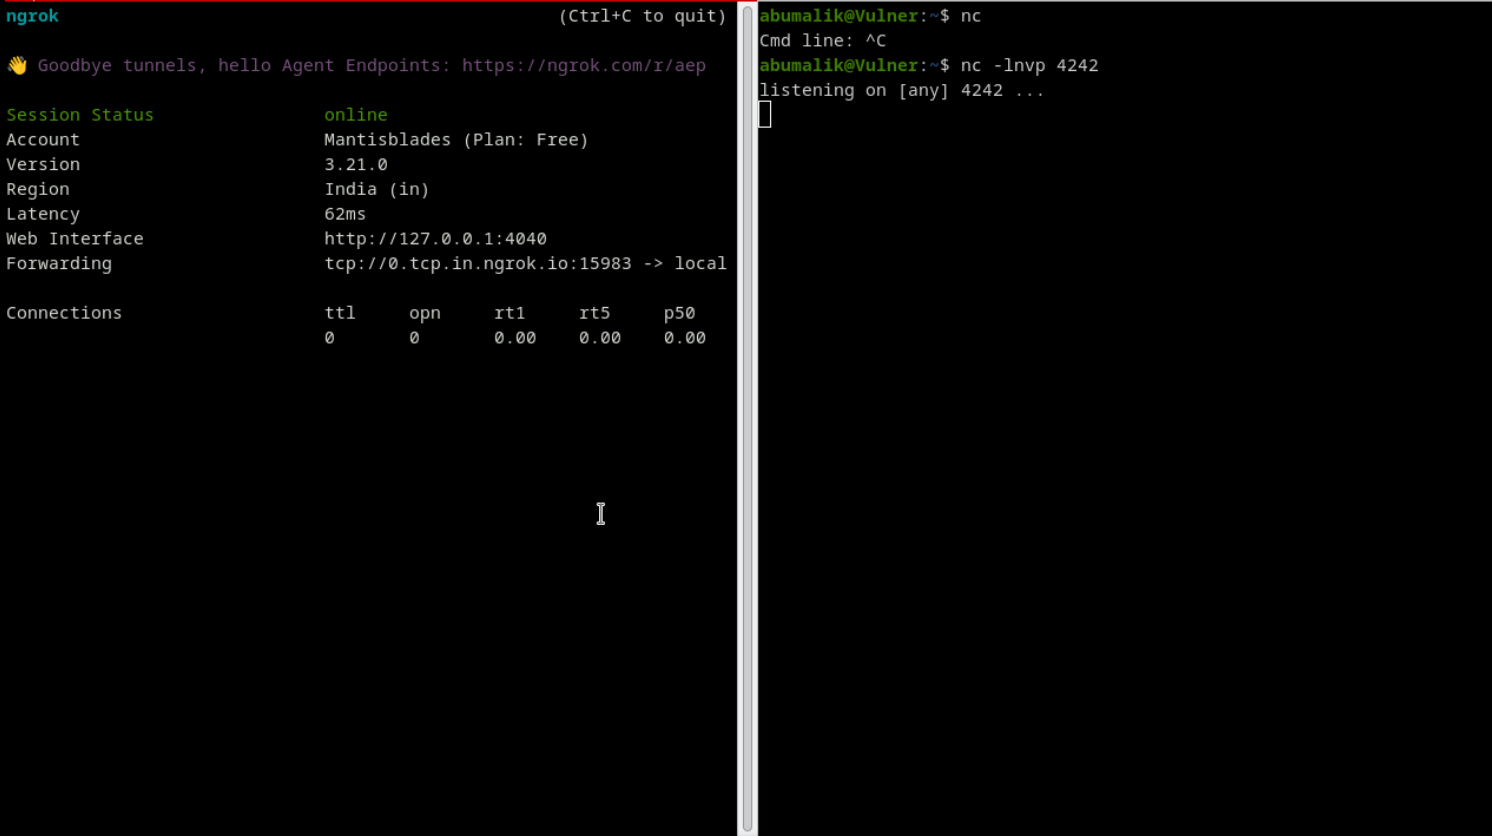 ngrok (Ctrl+C to quit)
👋 Goodbye tunnels, hello Agent Endpoints: https://ngrok.com/r/aep
Session Status online
Account Mantisblades (Plan: Free)
Version 3.21.0
Region India (in)
Latency 62ms
Web Interface http://127.0.0.1:4040
Forwarding tcp://0.tcp.in.ngrok.io:15983 -> local
Connections ttl opn rt1 rt5 p50
0 0 0.00 0.00 0.00
abumalik@Vulner:~$ nc
Cmd line: ^C
abumalik@Vulner:~$ nc -lnvp 4242
listening on [any] 4242 ...